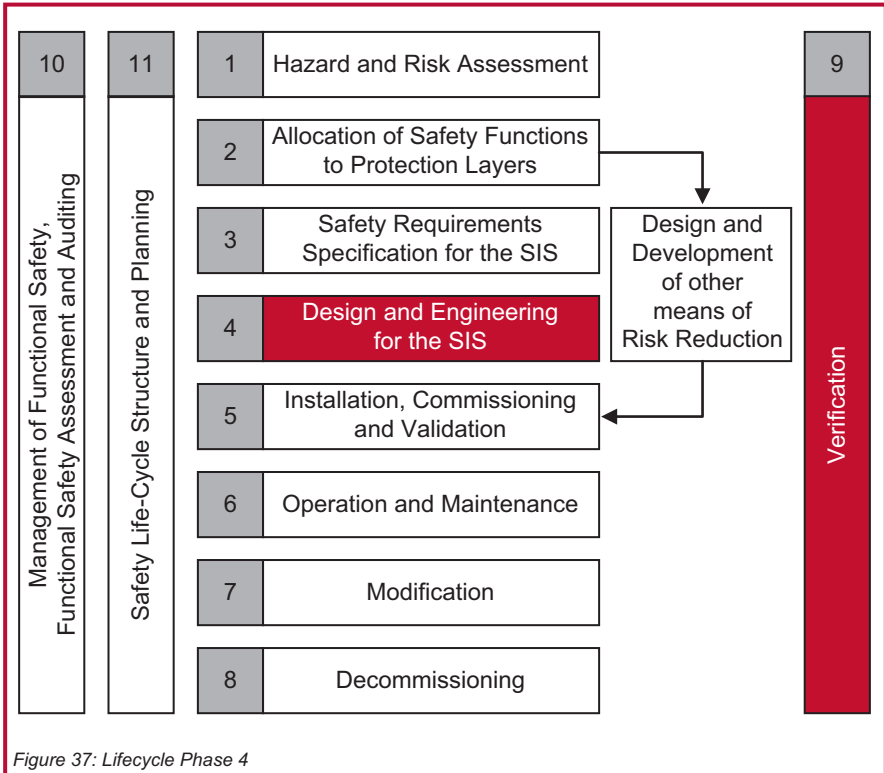 10
Management of Functional Safety,
Functional Safety Assessment and Auditing
11
Safety Life-Cycle Structure and Planning
1
Hazard and Risk Assessment
2
Allocation of Safety Functions
to Protection Layers
3
Safety Requirements
Specification for the SIS
4
Design and Engineering
for the SIS
5
Installation, Commissioning
and Validation
6
Operation and Maintenance
7
Modification
8
Decommissioning
Design and
Development
of other
means of
Risk Reduction
9
Verification
Figure 37: Lifecycle Phase 4